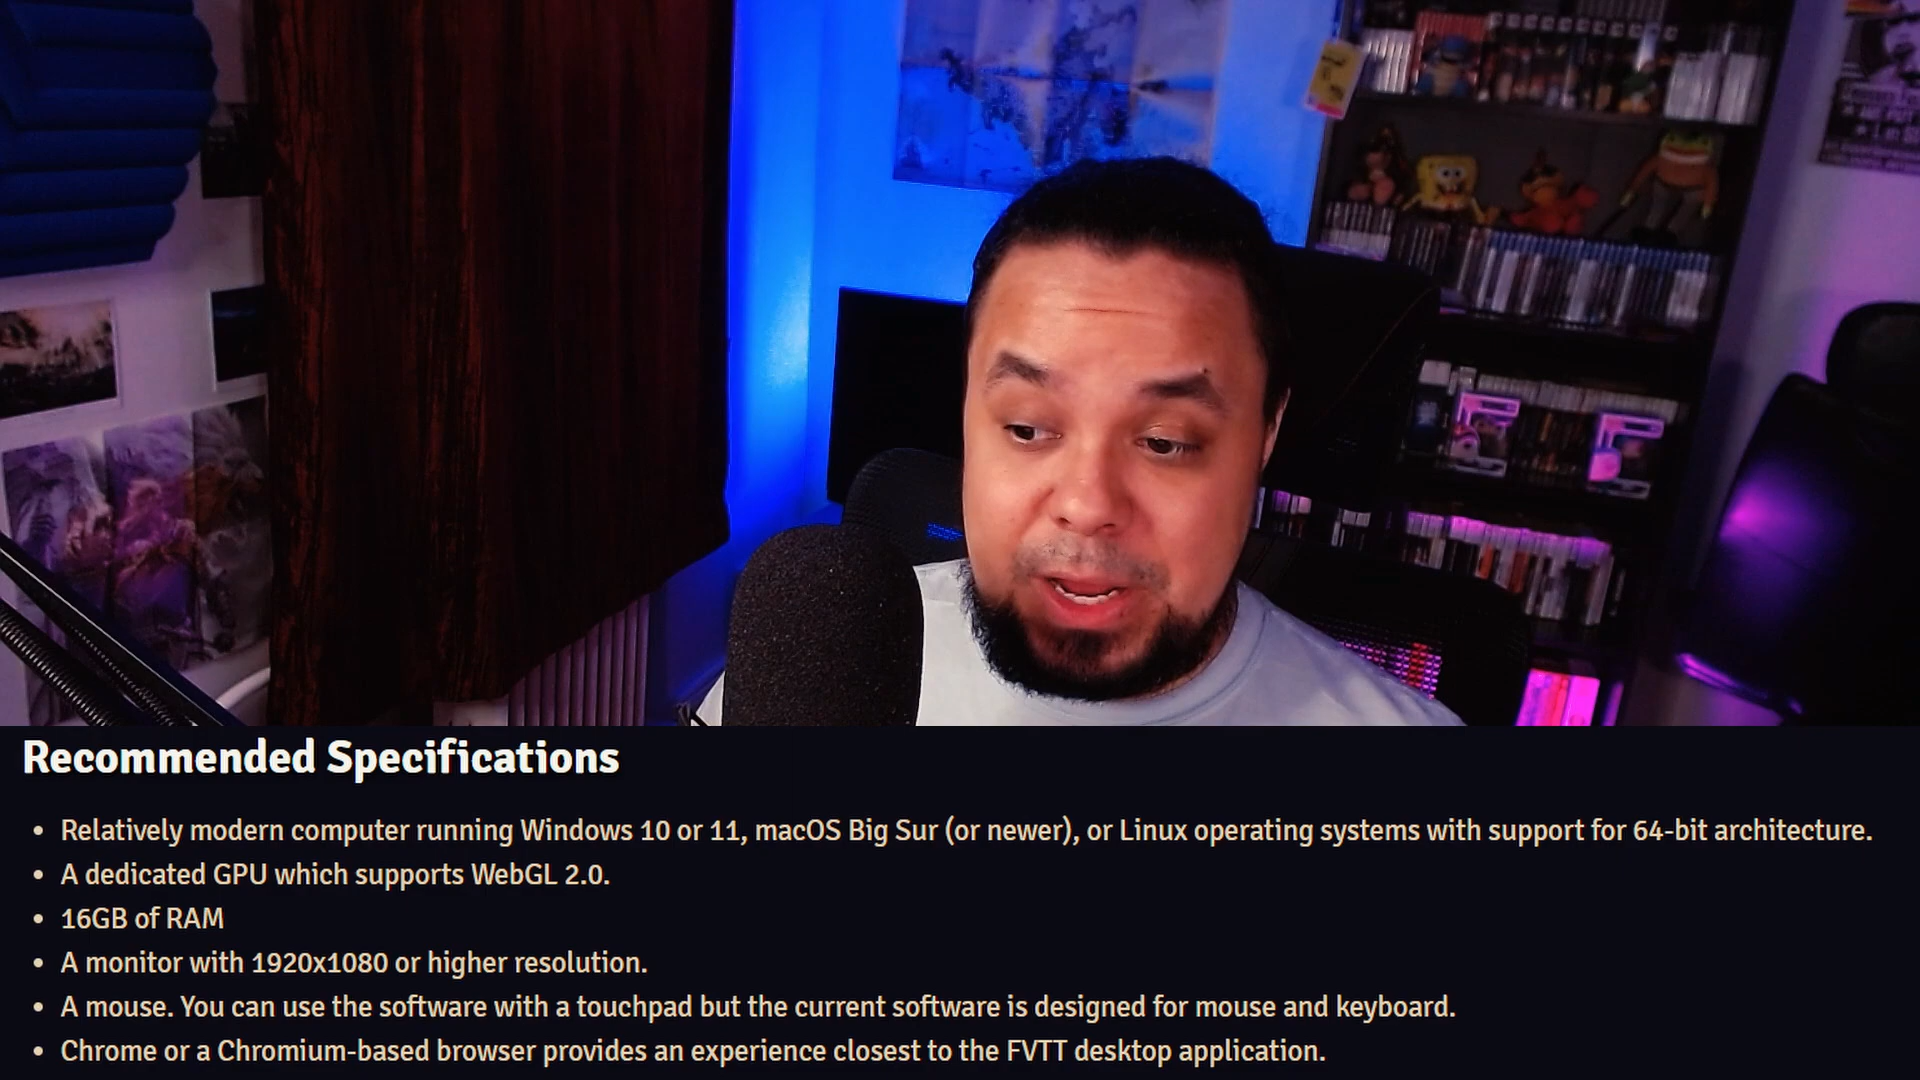 Recommended Specifications
• Relatively modern computer running Windows 10 or 11, macOS Big Sur (or newer), or Linux operating systems with support for 64-bit architecture.
• A dedicated GPU which supports WebGL 2.0.
• 16GB of RAM
• A monitor with 1920x1080 or higher resolution.
• A mouse. You can use the software with a touchpad but the current software is designed for mouse and keyboard.
• Chrome or a Chromium-based browser provides an experience closest to the FVTT desktop application.